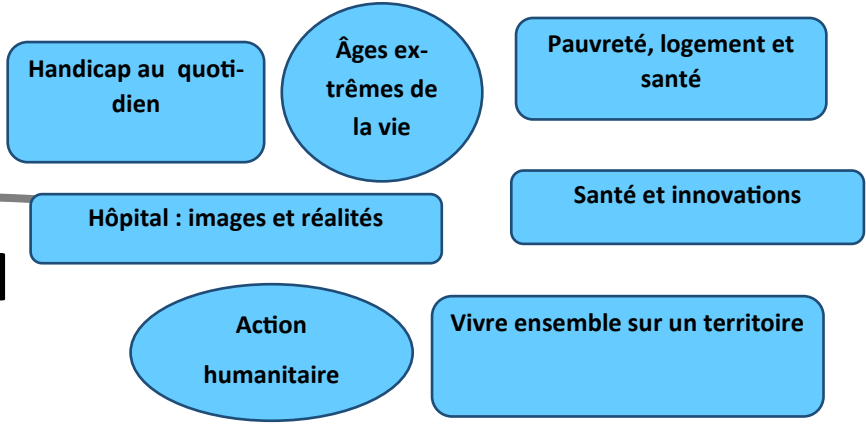 Handicap au  quoti-
dien
Âges ex-
trêmes de
la vie
Pauvreté, logement et
santé
Hôpital : images et réalités
Santé et innovations
Action
humanitaire
Vivre ensemble sur un territoire